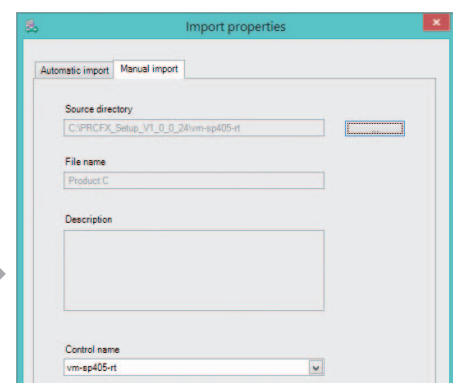 Import properties
Automatic import Manual import
Source directory
C:\PRCFX_Setup_V1_0_0_24\vm-sp405-rt ...
File name
Product C
Description
Control name
vm-sp405-rt